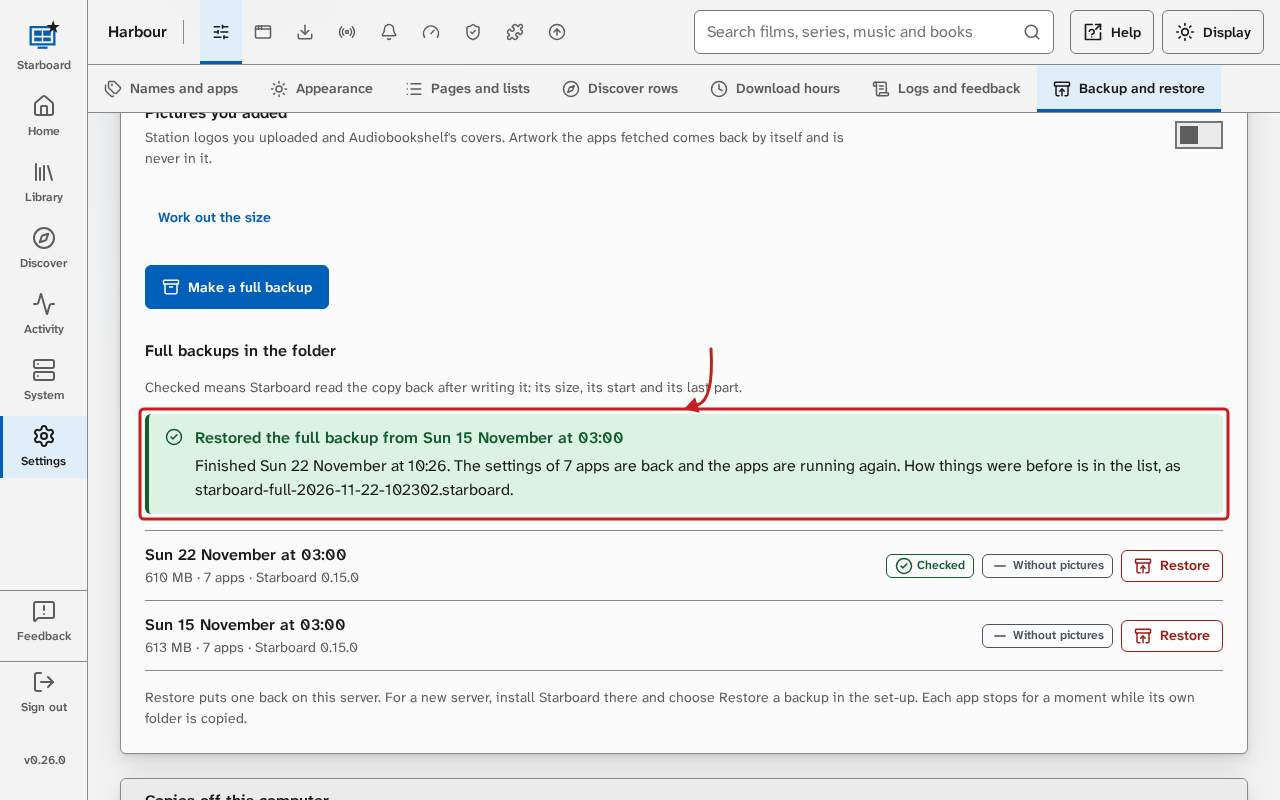 Starboard
Harbour
Search films, series, music and books
Help
Display
Names and apps
Appearance
Pages and lists
Discover rows
Download hours
Logs and feedback
Backup and restore
Home
Library
Discover
Activity
System
Settings
Feedback
Sign out
v0.26.0
Pictures you added
Station logos you uploaded and Audiobookshelf's covers. Artwork the apps fetched comes back by itself and is
never in it.
Work out the size
Make a full backup
Full backups in the folder
Checked means Starboard read the copy back after writing it: its size, its start and its last part.
Restored the full backup from Sun 15 November at 03:00
Finished Sun 22 November at 10:26. The settings of 7 apps are back and the apps are running again. How things were before is in the list, as
starboard-full-2026-11-22-102302.starboard.
Sun 22 November at 03:00
610 MB · 7 apps · Starboard 0.15.0
Checked
Without pictures
Restore
Sun 15 November at 03:00
613 MB · 7 apps · Starboard 0.15.0
Without pictures
Restore
Restore puts one back on this server. For a new server, install Starboard there and choose Restore a backup in the set-up. Each app stops for a moment while its own
folder is copied.
Copies off this computer